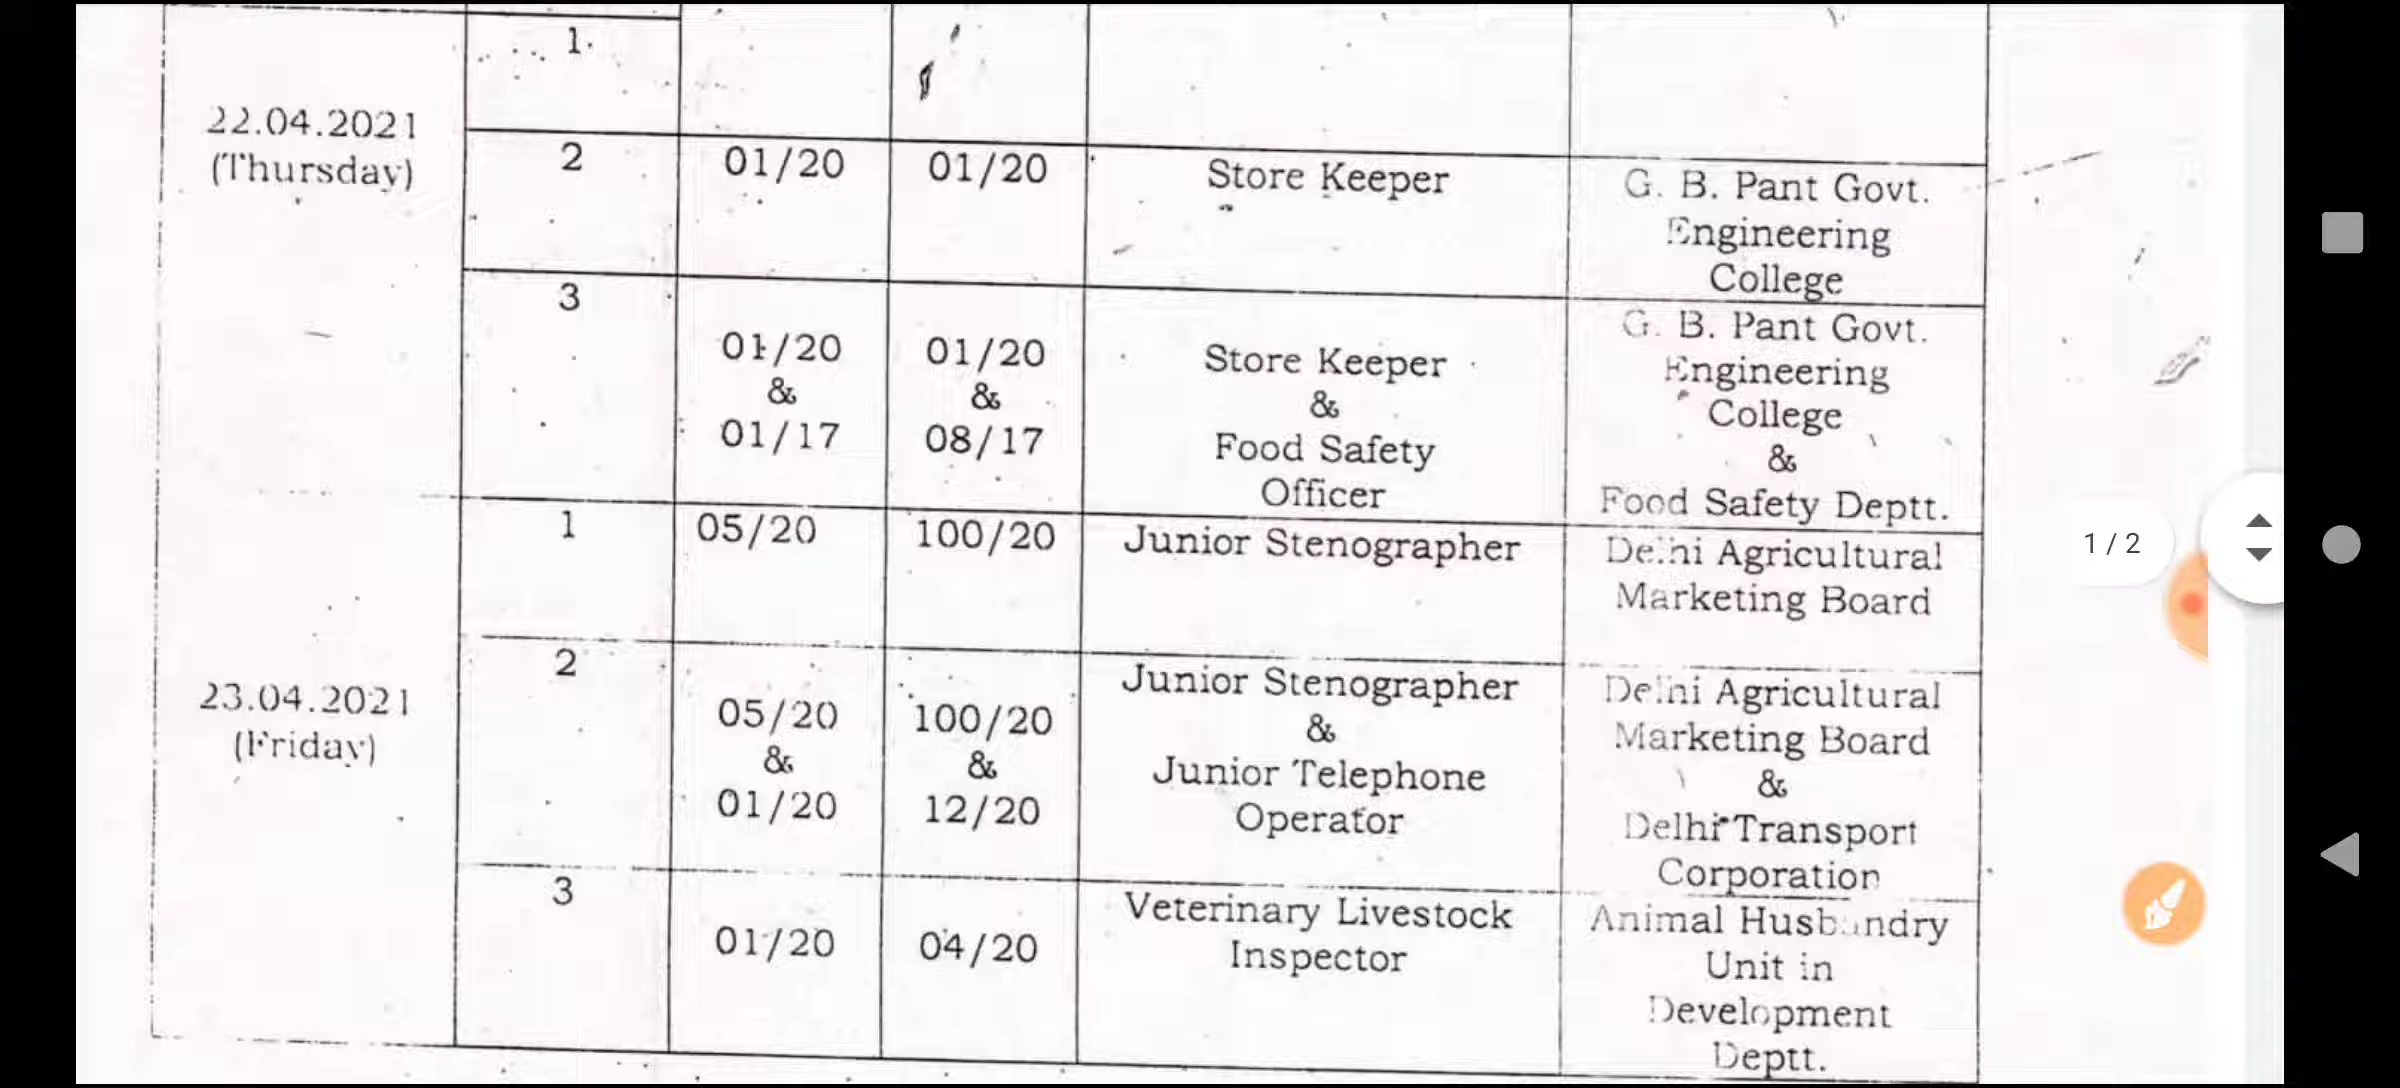 1.
22.04.2021
(Thursday)
2
01/20
01/20
Store Keeper
G. B. Pant Govt.
Engineering
College
3
01/20
&
01/17
01/20
&
08/17
Store Keeper
&
Food Safety
Officer
G. B. Pant Govt.
Engineering
College
&
Food Safety Deptt.
23.04.2021
(Friday)
1
05/20
100/20
Junior Stenographer
Delhi Agricultural
Marketing Board
2
05/20
&
01/20
100/20
&
12/20
Junior Stenographer
&
Junior Telephone
Operator
Delhi Agricultural
Marketing Board
&
Delhi Transport
Corporation
3
01/20
04/20
Veterinary Livestock
Inspector
Animal Husbandry
Unit in
Development
Deptt.
1 / 2